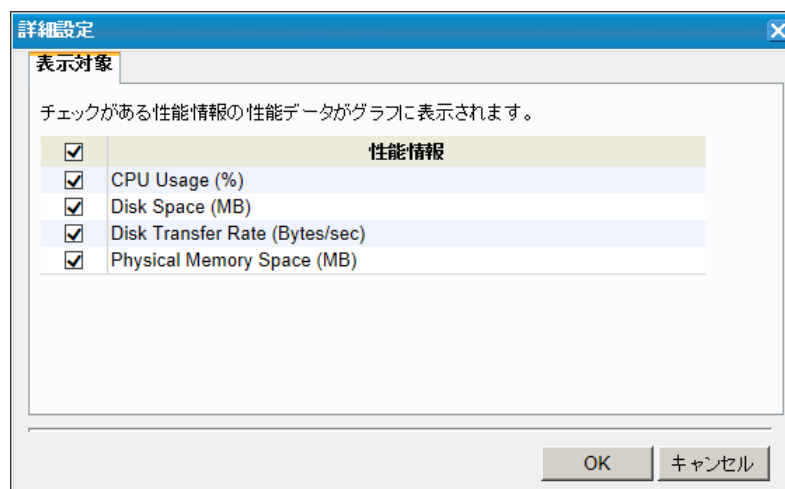 詳細設定
表示対象
チェックがある性能情報の性能データがグラフに表示されます。
性能情報
CPU Usage (%)
Disk Space (MB)
Disk Transfer Rate (Bytes/sec)
Physical Memory Space (MB)
OK キャンセル